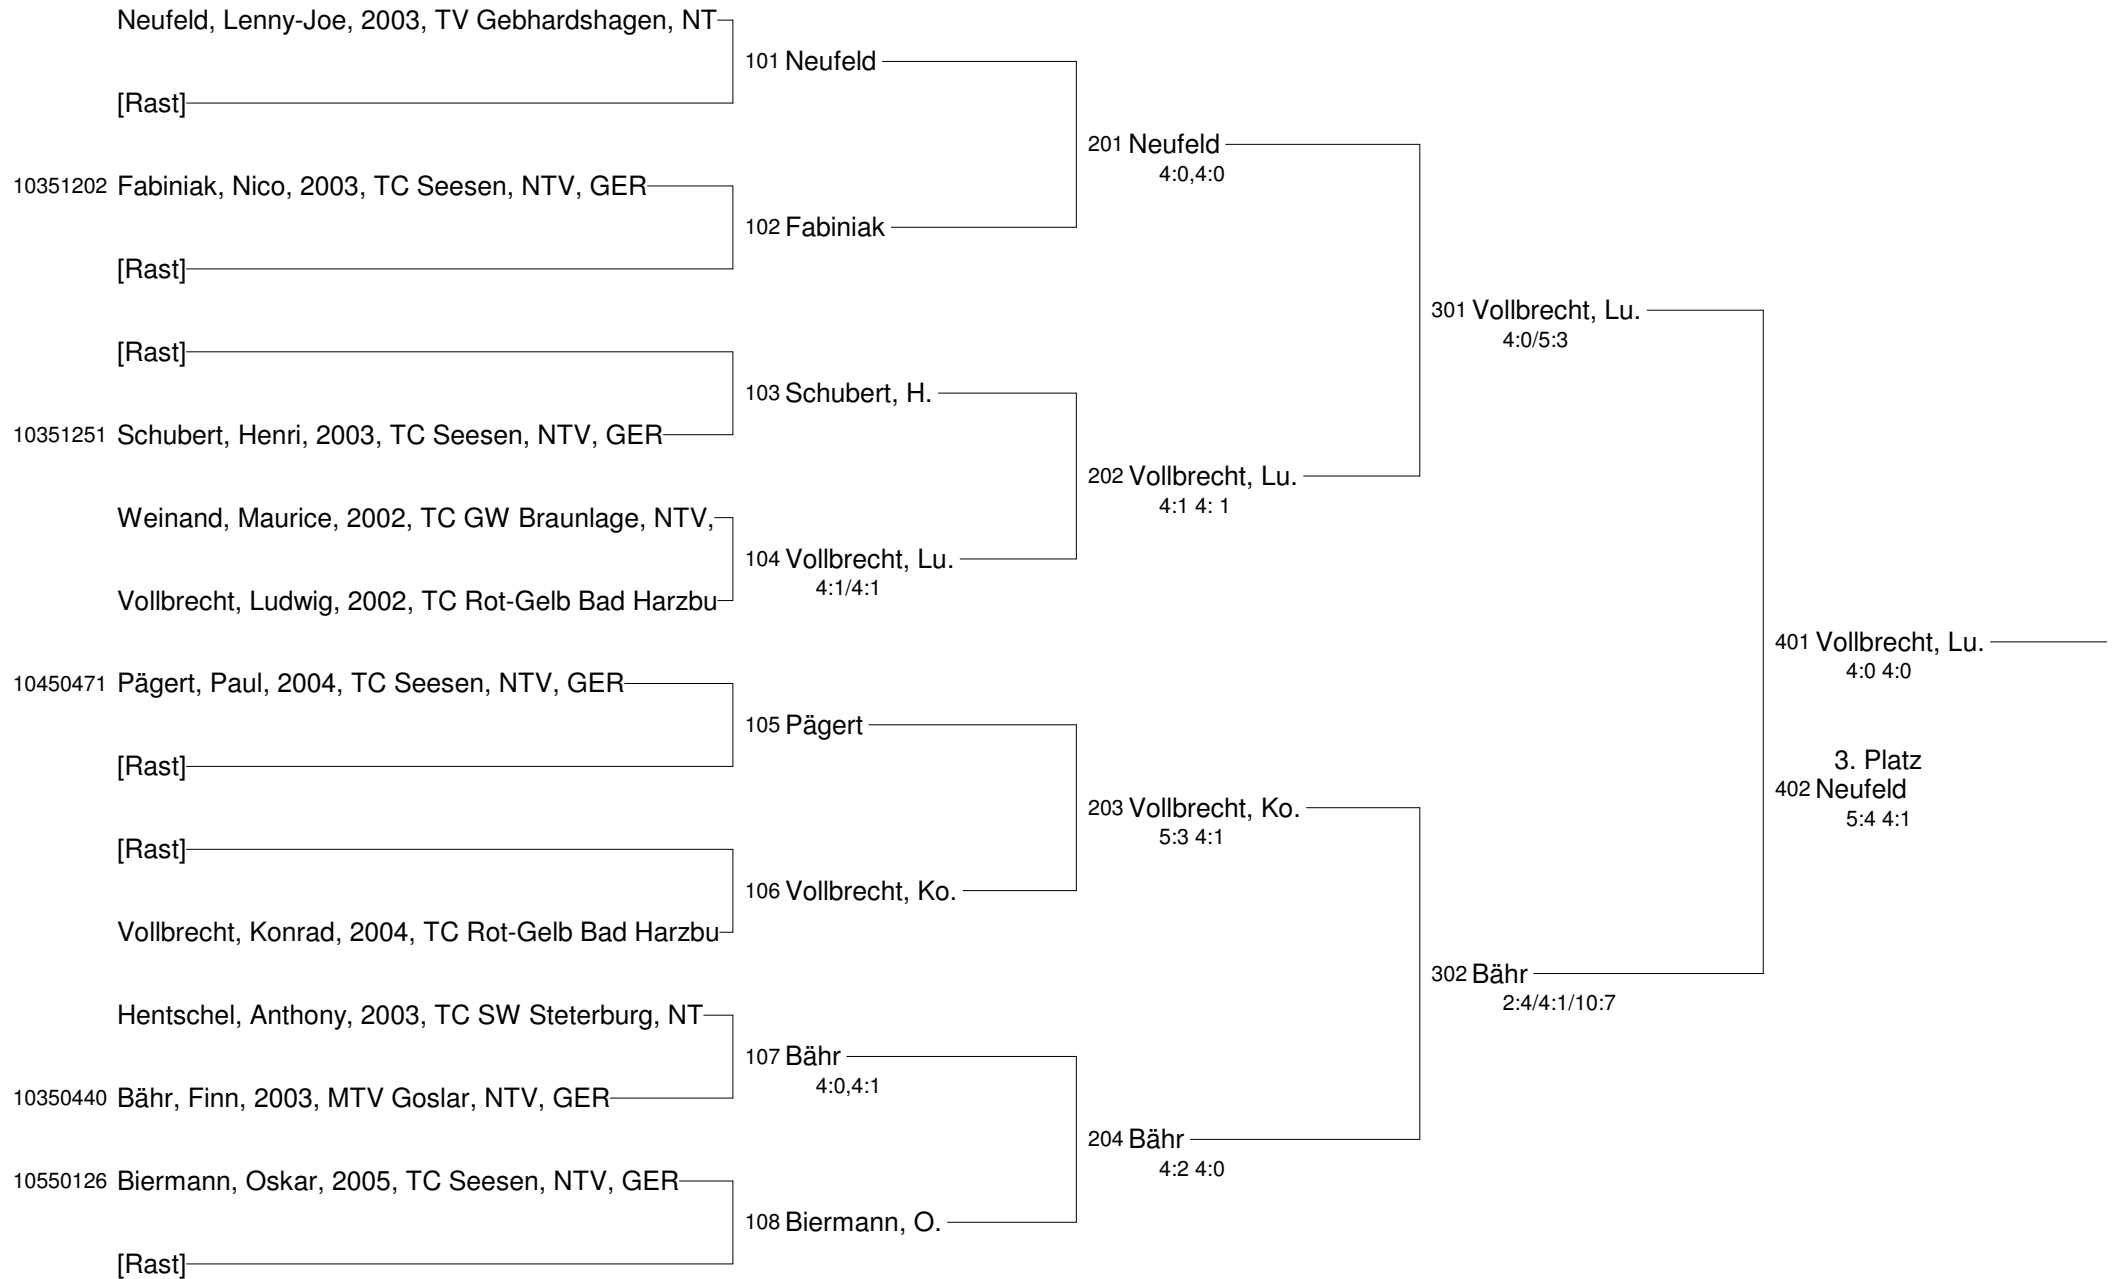 Neufeld, Lenny-Joe, 2003, TV Gebhardshagen, NT
101 Neufeld
[Rast]
201 Neufeld
4:0,4:0
10351202 Fabiniak, Nico, 2003, TC Seesen, NTV, GER
102 Fabiniak
[Rast]
301 Vollbrecht, Lu.
4:0/5:3
[Rast]
103 Schubert, H.
10351251 Schubert, Henri, 2003, TC Seesen, NTV, GER
202 Vollbrecht, Lu.
4:1 4: 1
Weinand, Maurice, 2002, TC GW Braunlage, NTV,
104 Vollbrecht, Lu.
4:1/4:1
Vollbrecht, Ludwig, 2002, TC Rot-Gelb Bad Harzbu
401 Vollbrecht, Lu.
4:0 4:0
10450471 Pägert, Paul, 2004, TC Seesen, NTV, GER
105 Pägert
[Rast]
3. Platz
402 Neufeld
5:4 4:1
203 Vollbrecht, Ko.
5:3 4:1
[Rast]
106 Vollbrecht, Ko.
Vollbrecht, Konrad, 2004, TC Rot-Gelb Bad Harzbu
302 Bähr
2:4/4:1/10:7
Hentschel, Anthony, 2003, TC SW Steterburg, NT
107 Bähr
4:0,4:1
10350440 Bähr, Finn, 2003, MTV Goslar, NTV, GER
204 Bähr
4:2 4:0
10550126 Biermann, Oskar, 2005, TC Seesen, NTV, GER
108 Biermann, O.
[Rast]